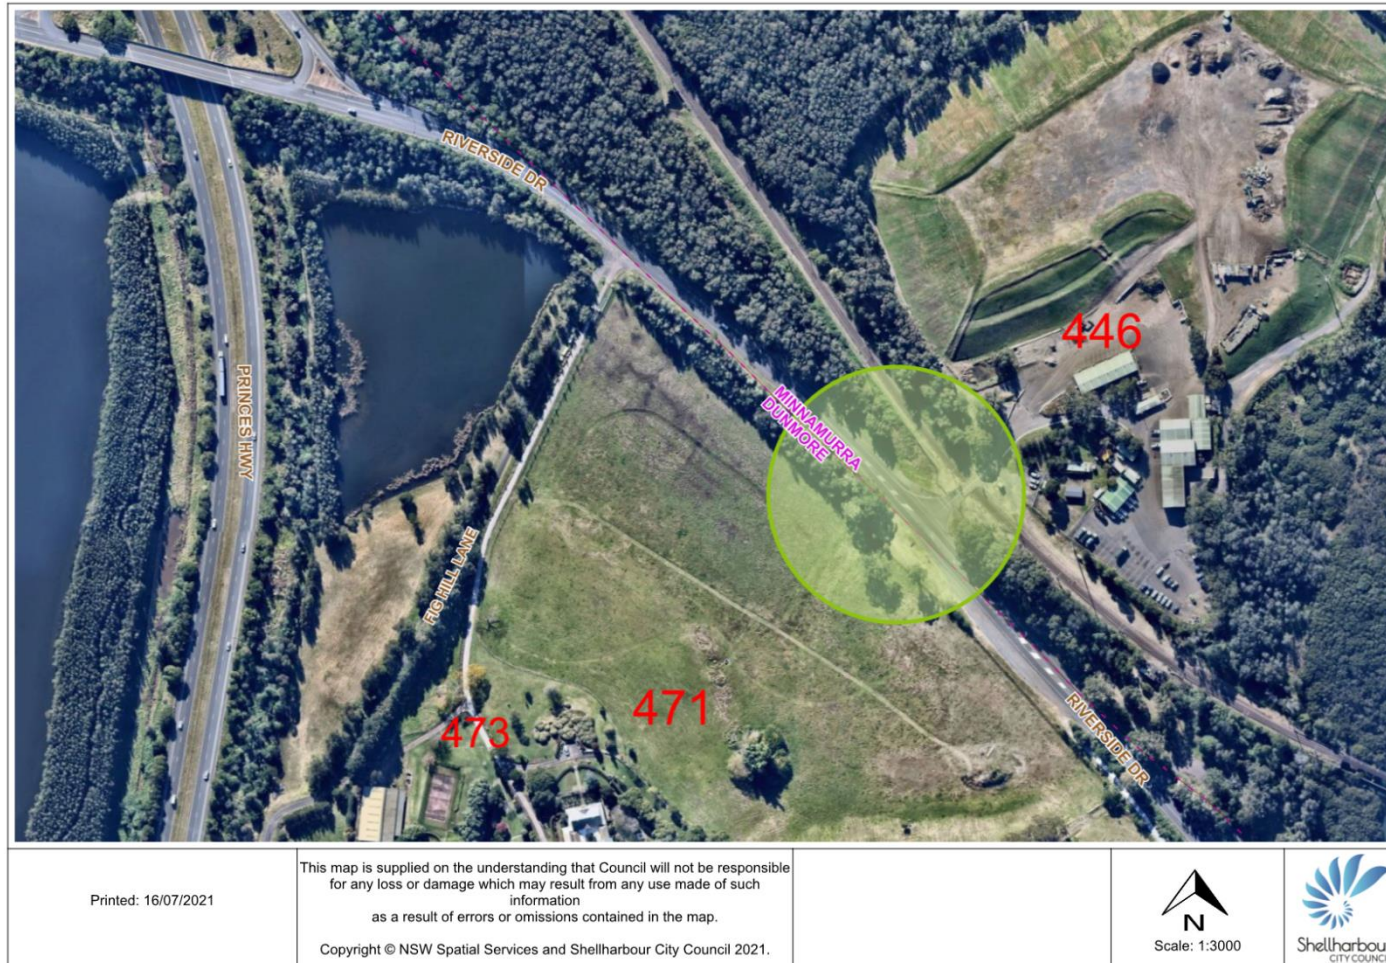 RIVERSIDE DR
PRINCES HWY
446
MINNAMURRA
DUNMORE
FIG HILL LANE
471
473
RIVERSIDE DR
Printed: 16/07/2021
This map is supplied on the understanding that Council will not be responsible
for any loss or damage which may result from any use made of such
information
as a result of errors or omissions contained in the map.
Copyright © NSW Spatial Services and Shellharbour City Council 2021.
N
Scale: 1:3000
Shellharbour
CITY COUNCIL